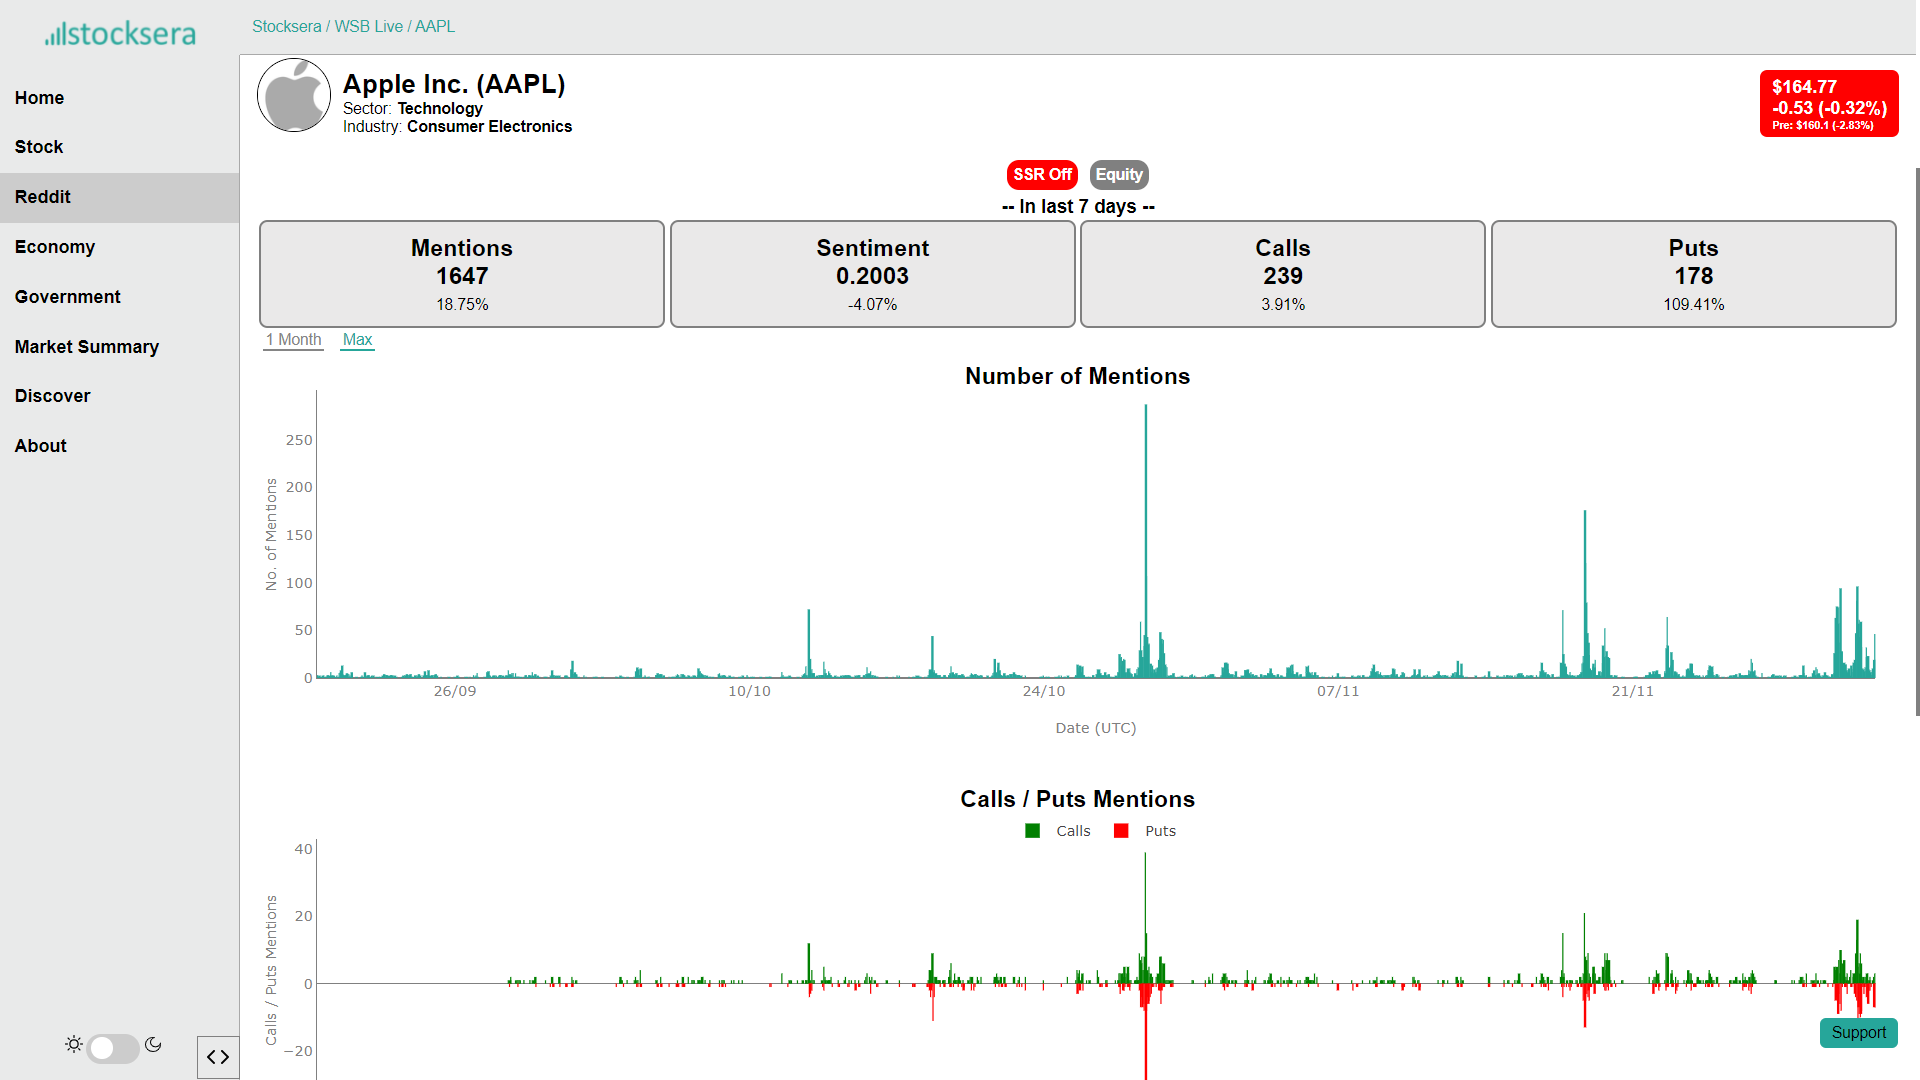 stocksera
Stocksera / WSB Live / AAPL
Home
Stock
Reddit
Economy
Government
Market Summary
Discover
About
Apple Inc. (AAPL)
Sector: Technology
Industry: Consumer Electronics
$164.77
-0.53 (-0.32%)
Pre: $160.1 (-2.83%)
SSR Off Equity
-- In last 7 days --
Mentions
1647
18.75%
Sentiment
0.2003
-4.07%
Calls
239
3.91%
Puts
178
109.41%
1 Month Max
Number of Mentions
No. of Mentions
250
200
150
100
50
0
26/09 10/10 24/10 07/11 21/11
Date (UTC)
Calls / Puts Mentions
Calls Puts
Calls / Puts Mentions
40
20
0
−20
Support